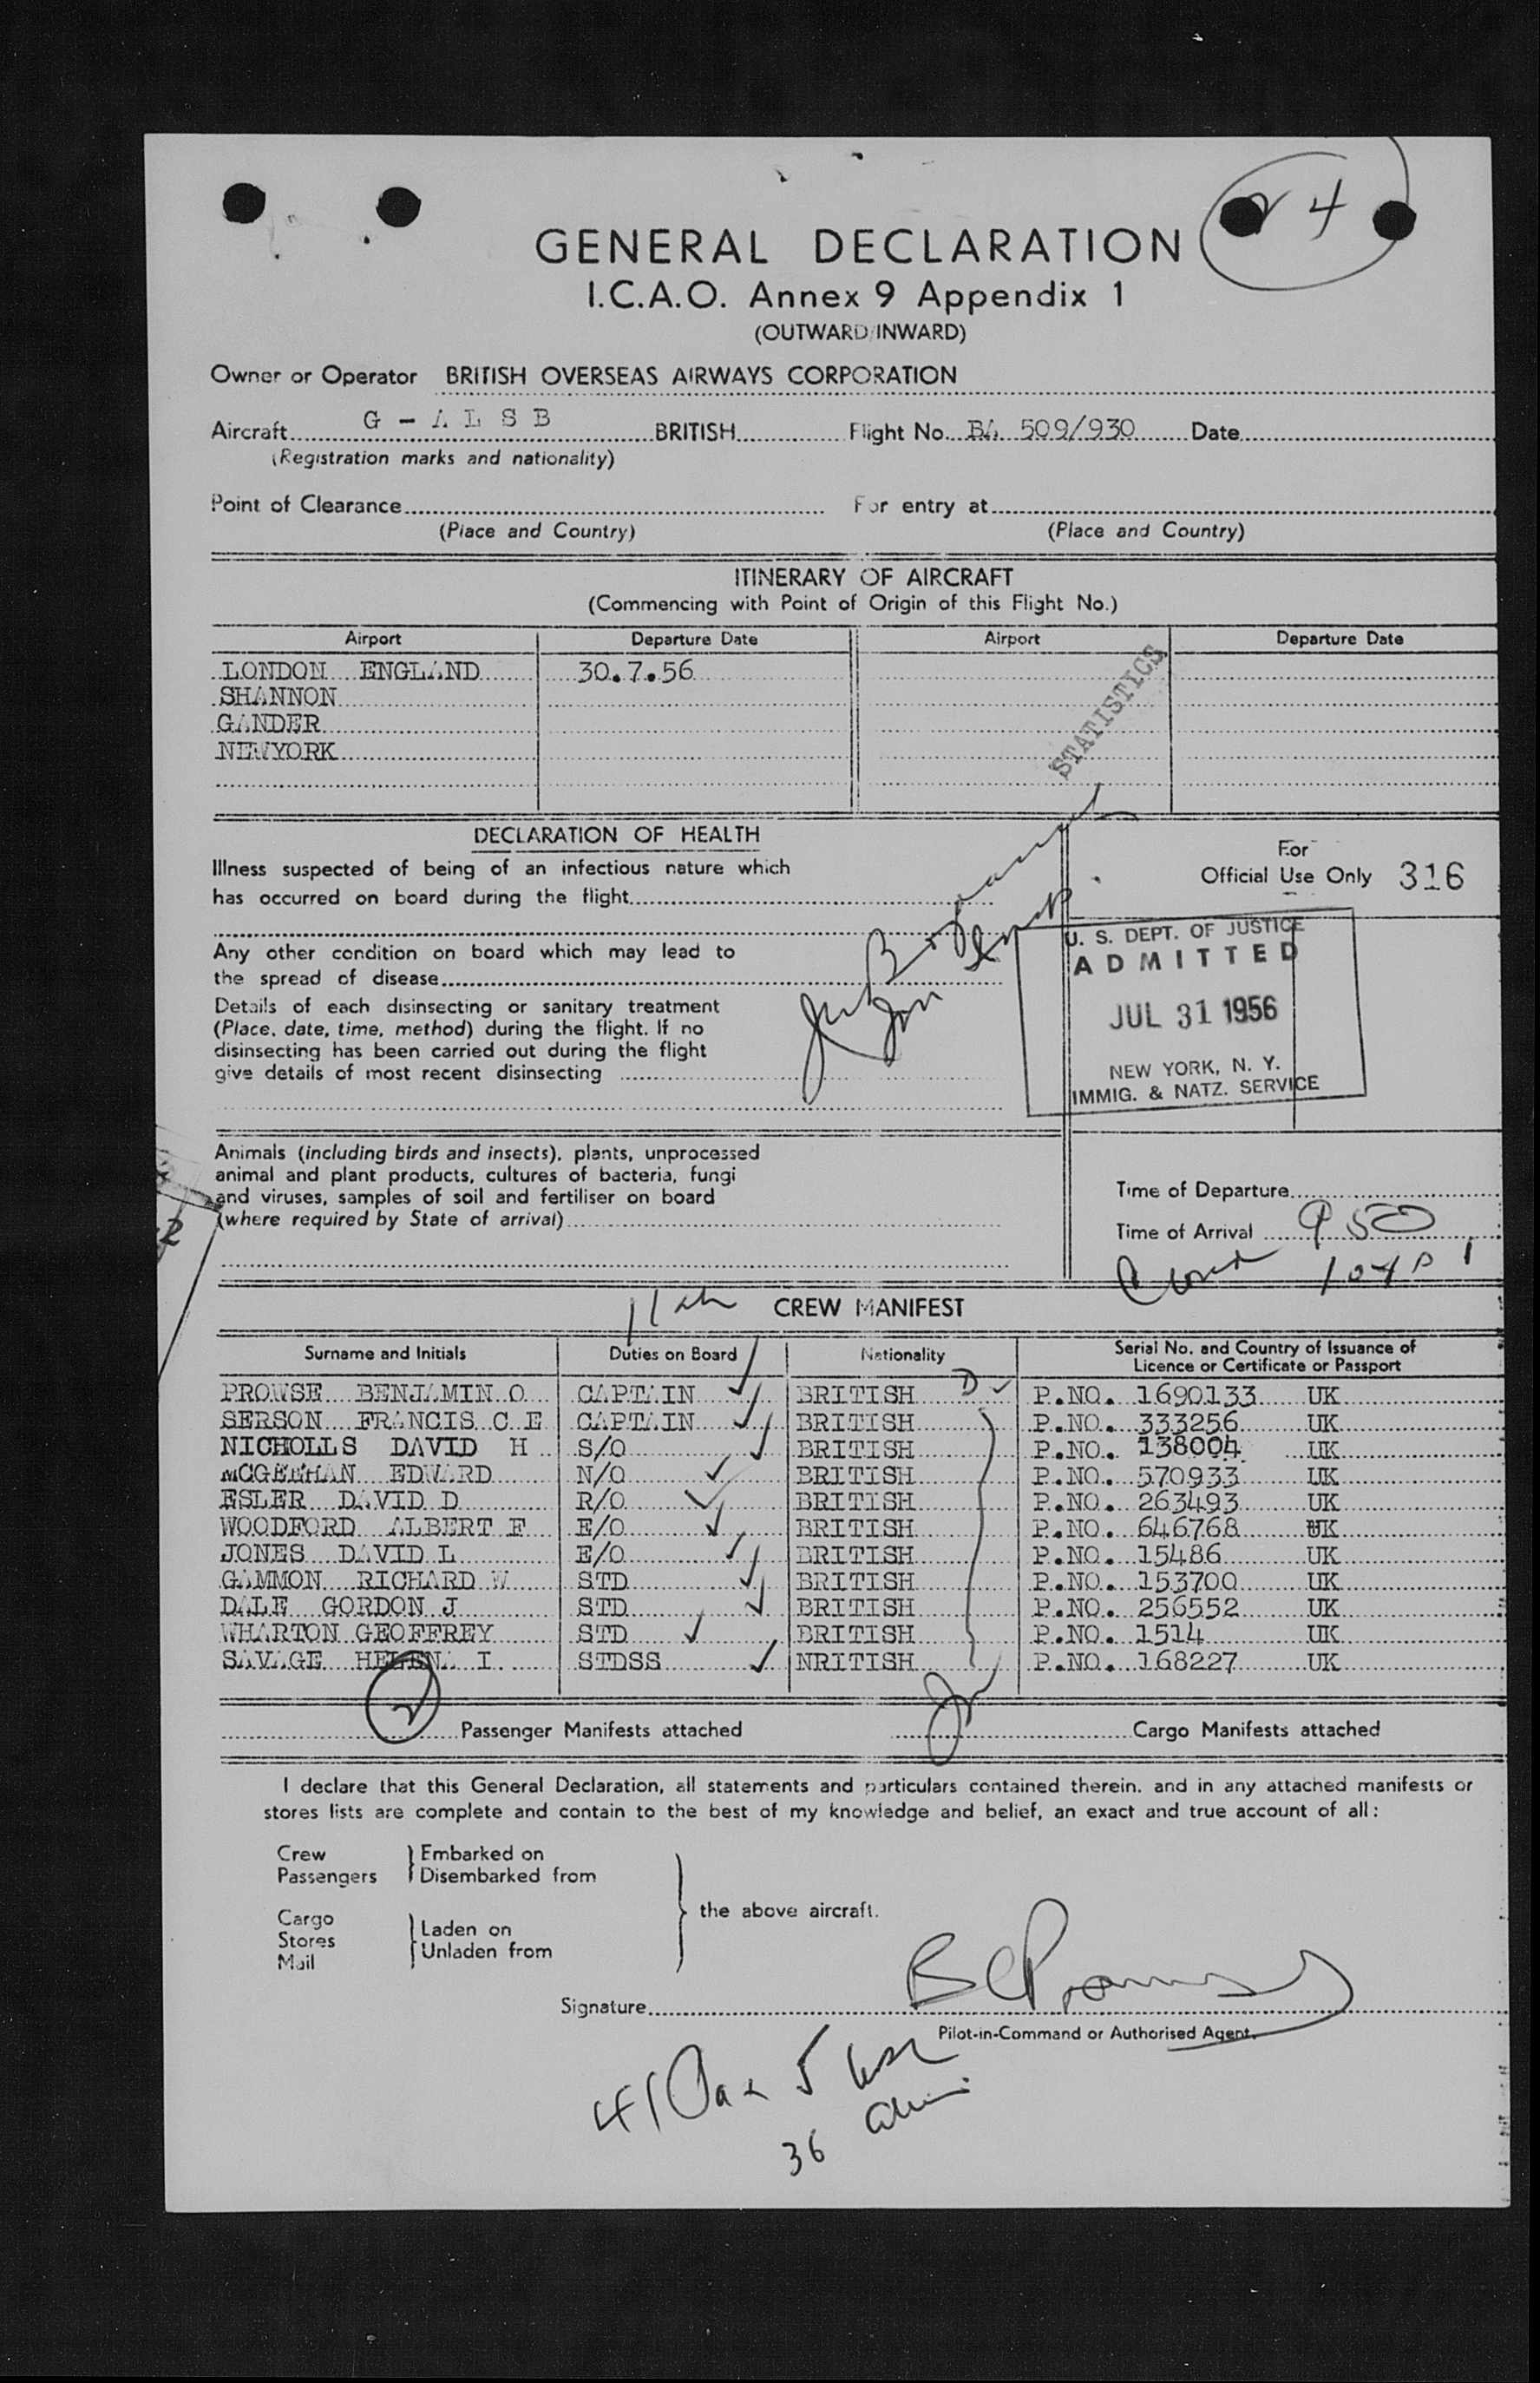 24
GENERAL DECLARATION
I.C.A.O. Annex 9 Appendix 1
(OUTWARD/INWARD)
Owner or Operator BRITISH OVERSEAS AIRWAYS CORPORATION
Aircraft G - A L S B BRITISH Flight No. BA 509/930 Date
(Registration marks and nationality)
Point of Clearance For entry at
(Place and Country) (Place and Country)
ITINERARY OF AIRCRAFT
(Commencing with Point of Origin of this Flight No.)
Airport Departure Date Airport Departure Date
LONDON ENGLAND 30.7.56
SHANNON
GANDER
NEWYORK
STATISTICS
DECLARATION OF HEALTH
Illness suspected of being of an infectious nature which
has occurred on board during the flight
Any other condition on board which may lead to
the spread of disease
Details of each disinsecting or sanitary treatment
(Place, date, time, method) during the flight. If no
disinsecting has been carried out during the flight
give details of most recent disinsecting
For
Official Use Only 316
U. S. DEPT. OF JUSTICE
ADMITTED
JUL 31 1956
NEW YORK, N. Y.
IMMIG. & NATZ. SERVICE
Animals (including birds and insects), plants, unprocessed
animal and plant products, cultures of bacteria, fungi
and viruses, samples of soil and fertiliser on board
(where required by State of arrival)
Time of Departure
Time of Arrival 950
CREW MANIFEST
Surname and Initials Duties on Board Nationality Serial No. and Country of Issuance of
Licence or Certificate or Passport
PROWSE BENJAMIN O CAPTAIN BRITISH D P.NO. 1690133 UK
SERSON FRANCIS C E CAPTAIN BRITISH P.NO. 333256 UK
NICHOLLS DAVID H S/O BRITISH P.NO. 138004 UK
MCGEEHAN EDWARD N/O BRITISH P.NO. 570933 UK
ESLER DAVID D R/O BRITISH P.NO. 263493 UK
WOODFORD ALBERT F E/O BRITISH P.NO. 646768 UK
JONES DAVID L E/O BRITISH P.NO. 15486 UK
GAMMON RICHARD W STD BRITISH P.NO. 153700 UK
DALE GORDON J STD BRITISH P.NO. 256552 UK
WHARTON GEOFFREY STD BRITISH P.NO. 1514 UK
SAVAGE HELENA I STDSS NRITISH P.NO. 168227 UK
2 Passenger Manifests attached Cargo Manifests attached
I declare that this General Declaration, all statements and particulars contained therein, and in any attached manifests or
stores lists are complete and contain to the best of my knowledge and belief, an exact and true account of all:
Crew Embarked on
Passengers Disembarked from
the above aircraft.
Cargo
Stores Laden on
Mail Unladen from
Signature
Pilot-in-Command or Authorised Agent.
41 5
36